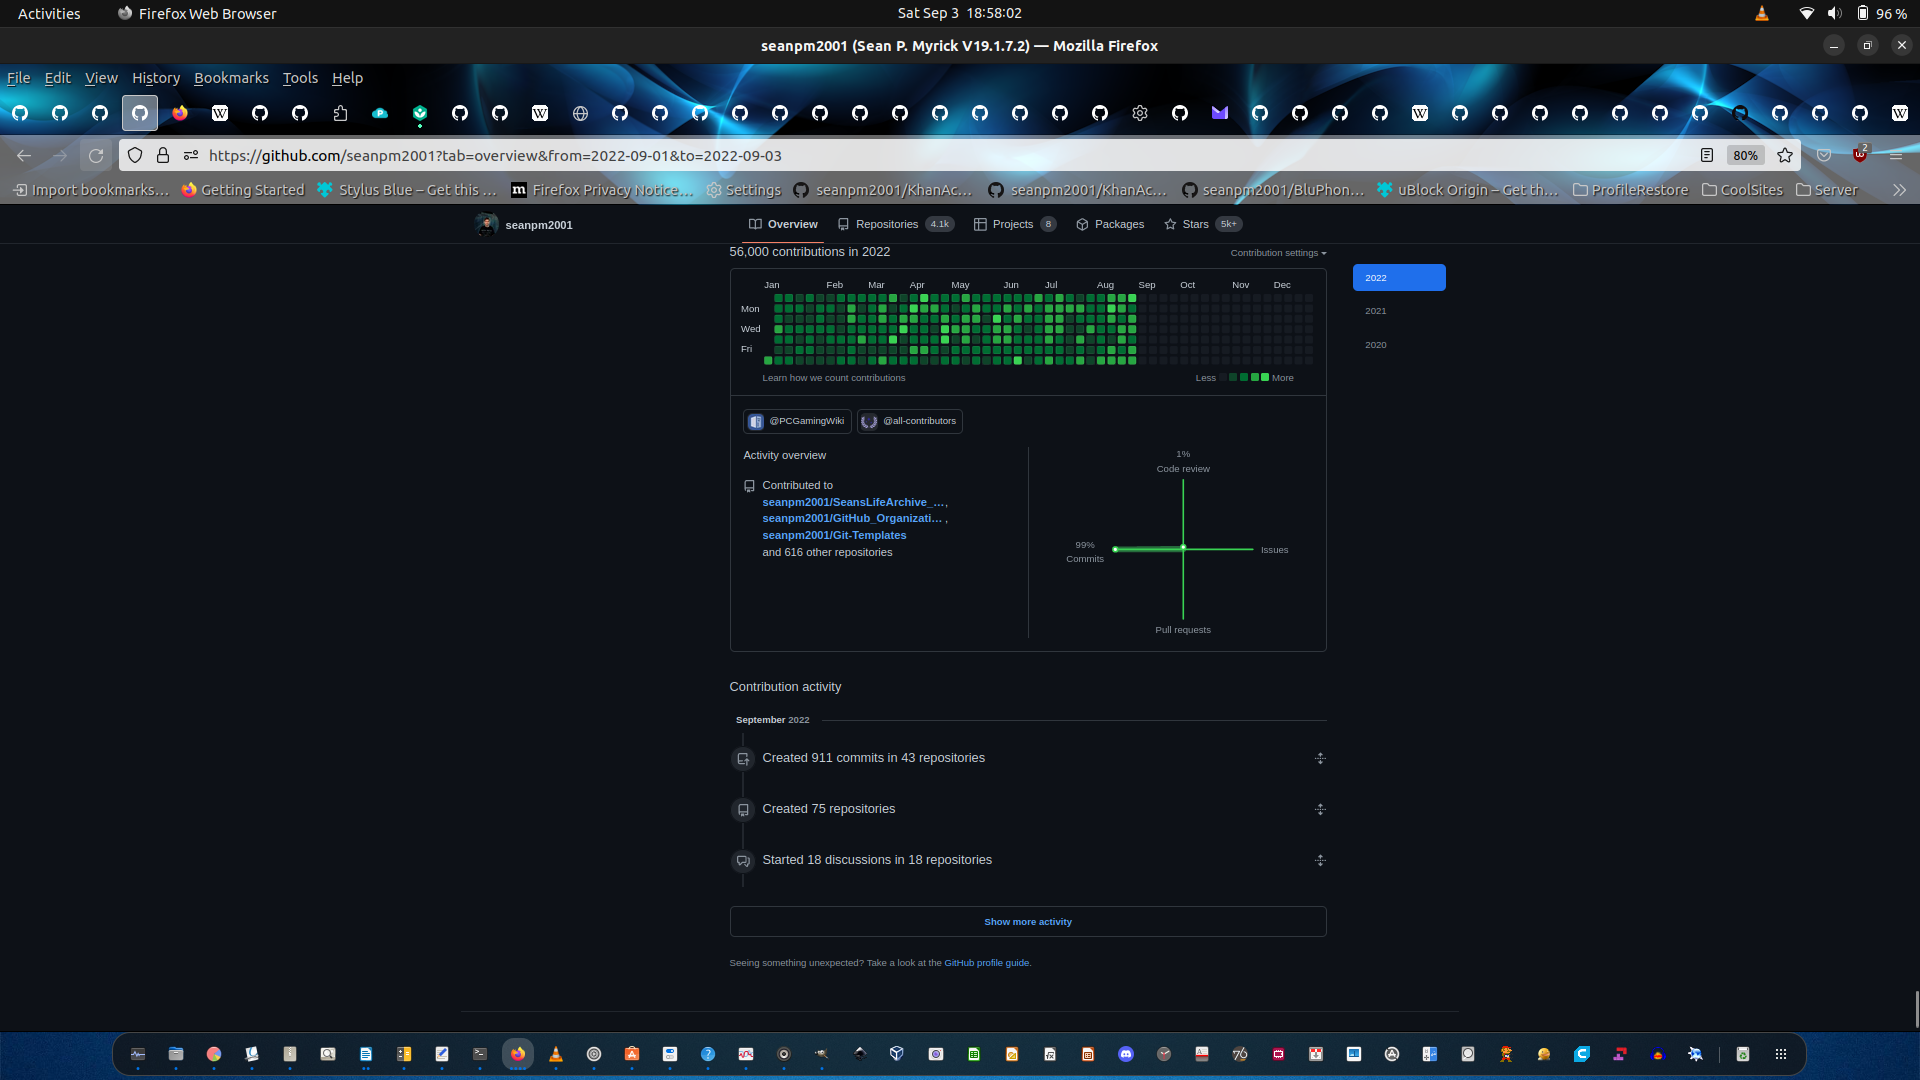 Activities Firefox Web Browser Sat Sep 3 18:58:02 96 %
seanpm2001 (Sean P. Myrick V19.1.7.2) — Mozilla Firefox
File Edit View History Bookmarks Tools Help
https://github.com/seanpm2001?tab=overview&from=2022-09-01&to=2022-09-03 80% 2
Import bookmarks… Getting Started Stylus Blue – Get this … Firefox Privacy Notice… Settings seanpm2001/KhanAc… seanpm2001/KhanAc… seanpm2001/BluPhon… uBlock Origin – Get th… ProfileRestore CoolSites Server
seanpm2001 Overview Repositories 4.1k Projects 8 Packages Stars 5k+
56,000 contributions in 2022 Contribution settings
2022
2021
2020
Jan Feb Mar Apr May Jun Jul Aug Sep Oct Nov Dec
Mon
Wed
Fri
Learn how we count contributions Less More
@PCGamingWiki @all-contributors
Activity overview
Contributed to
seanpm2001/SeansLifeArchive_…,
seanpm2001/GitHub_Organizati… ,
seanpm2001/Git-Templates
and 616 other repositories
1%
Code review
99%
Commits
Issues
Pull requests
Contribution activity
September 2022
Created 911 commits in 43 repositories
Created 75 repositories
Started 18 discussions in 18 repositories
Show more activity
Seeing something unexpected? Take a look at the GitHub profile guide.